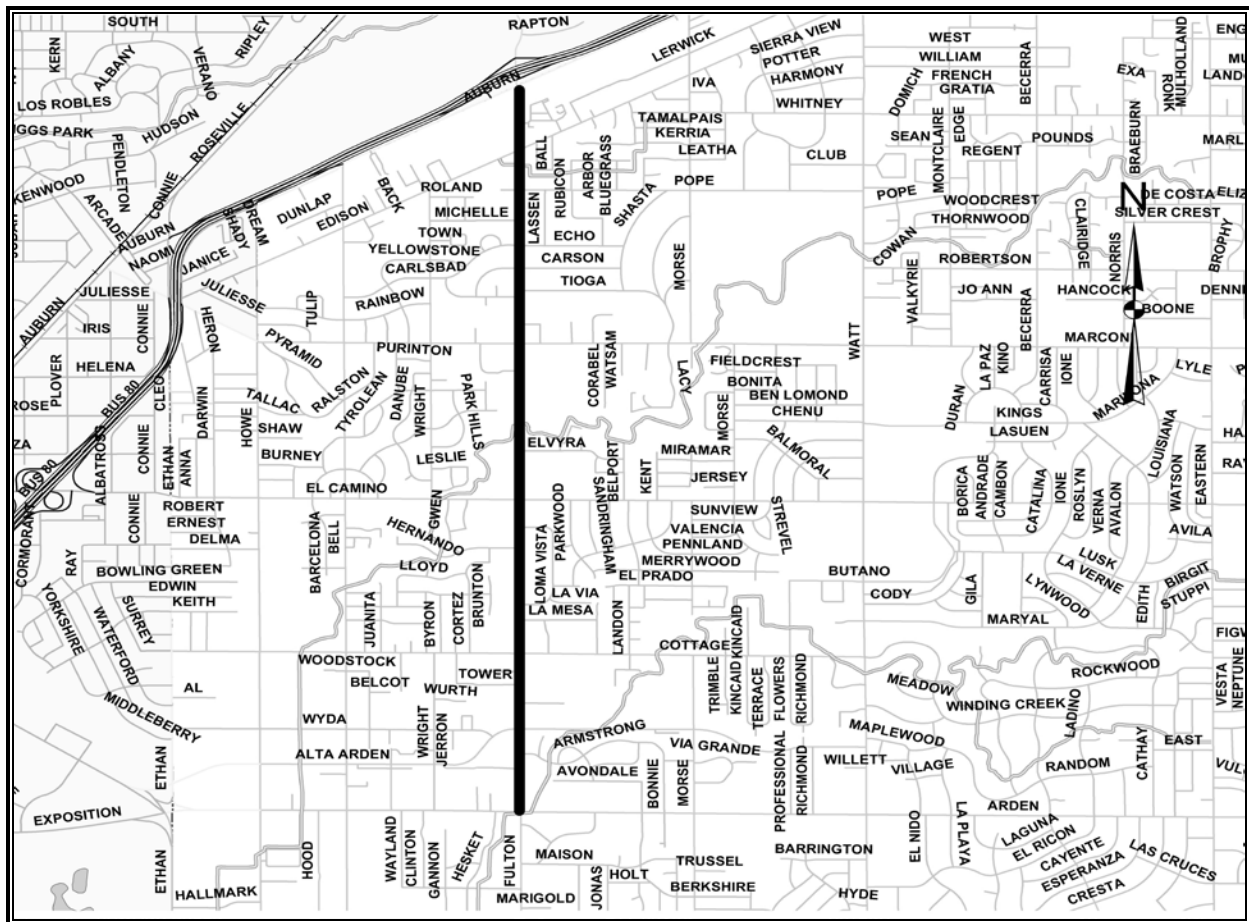 SOUTH
RAPTON
KERN
ALBANY
VERANO
RIPLEY
LERWICK
SIERRA VIEW
POTTER
HARMONY
WHITNEY
IVA
WEST
WILLIAM
FRENCH
GRATIA
DOMICH
BECERRA
EXA
RONK
MULHOLLAND
LOS ROBLES
HUDSON
ROSEVILLE
AUBURN
TAMALPAIS
KERRIA
LEATHA
CLUB
SEAN
MONTCLAIRE
EDGE
REGENT
POUNDS
BRAEBURN
PENDLETON
KENWOOD
ARCADE
CONNIE
AUBURN
NAOMI
JANICE
SHADY
DREAM
DUNLAP
EDISON
BACK
ROLAND
MICHELLE
TOWN
YELLOWSTONE
CARLSBAD
RAINBOW
BALL
LASSEN
RUBICON
ARBOR
BLUEGRASS
SHASTA
POPE
ECHO
CARSON
TIOGA
MORSE
POPE
WOODCREST
THORNWOOD
COWAN
ROBERTSON
VALKYRIE
JO ANN
BECERRA
CLAIRIDGE
NORRIS
HANCOCK
N
DE COSTA
SILVER CREST
BROPHY
BOONE
MARCON
AUBURN
JULIESSE
JULIESSE
IRIS
CONNIE
HERON
TULIP
PYRAMID
PURINTON
HELENA
PLOVER
BUS 80
CLEO
DARWIN
HOWE
TALLAC
RALSTON
TYROLEAN
DANUBE
WRIGHT
PARK HILLS
SHAW
BURNEY
LESLIE
CORABEL
WATSAM
LACY
FIELDCREST
BONITA
BEN LOMOND
CHENU
MORSE
WATT
DURAN
LA PAZ
KINO
CARRISA
IONE
LYLE
KINGS
LASUEN
LOUISIANA
BUS 80
ALBATROSS
CONNIE
ETHAN
ANNA
EL CAMINO
GWEN
ELVYRA
BELPORT
KENT
MIRAMAR
JERSEY
BALMORAL
BORICA
ANDRADE
CAMBON
CATALINA
IONE
ROSLYN
VERNA
AVALON
WATSON
EASTERN
CORMORANT
CONNIE
ROBERT
ERNEST
DELMA
BARCELONA
BELL
HERNANDO
LLOYD
LOMA VISTA
PARKWOOD
SANDRINGHAM
SUNVIEW
VALENCIA
PENNLAND
MERRYWOOD
EL PRADO
STREVEL
AVILA
RAY
BOWLING GREEN
EDWIN
KEITH
YORKSHIRE
WATERFORD
SURREY
JUANITA
BYRON
CORTEZ
BRUNTON
LA VIA
LA MESA
LANDON
BUTANO
CODY
GILA
MARYAL
LYNWOOD
LUSK
LA VERNE
EDITH
BIRGIT
STUPPI
COTTAGE
KINCAID
TRIMBLE
KINCAID
TERRACE
FLOWERS
RICHMOND
WOODSTOCK
BELCOT
WURTH
TOWER
AL
MIDDLEBERRY
WYDA
WRIGHT
JERRON
MEADOW
ROCKWOOD
WINDING CREEK
LADINO
VESTA
NEPTUNE
ALTA ARDEN
ARMSTRONG
AVONDALE
BONNIE
MORSE
VIA GRANDE
PROFESSIONAL
RICHMOND
MAPLEWOOD
WILLETT
VILLAGE
RANDOM
CATHAY
EAST
ETHAN
EXPOSITION
ETHAN
HALLMARK
HOOD
WAYLAND
CLINTON
GANNON
HESKET
FULTON
MARIGOLD
MAISON
JONAS
HOLT
TRUSSEL
BERKSHIRE
BARRINGTON
HYDE
EL NIDO
LA PLAYA
ARDEN
LAGUNA
EL RICON
CAYENTE
ESPERANZA
CRESTA
LAS CRUCES